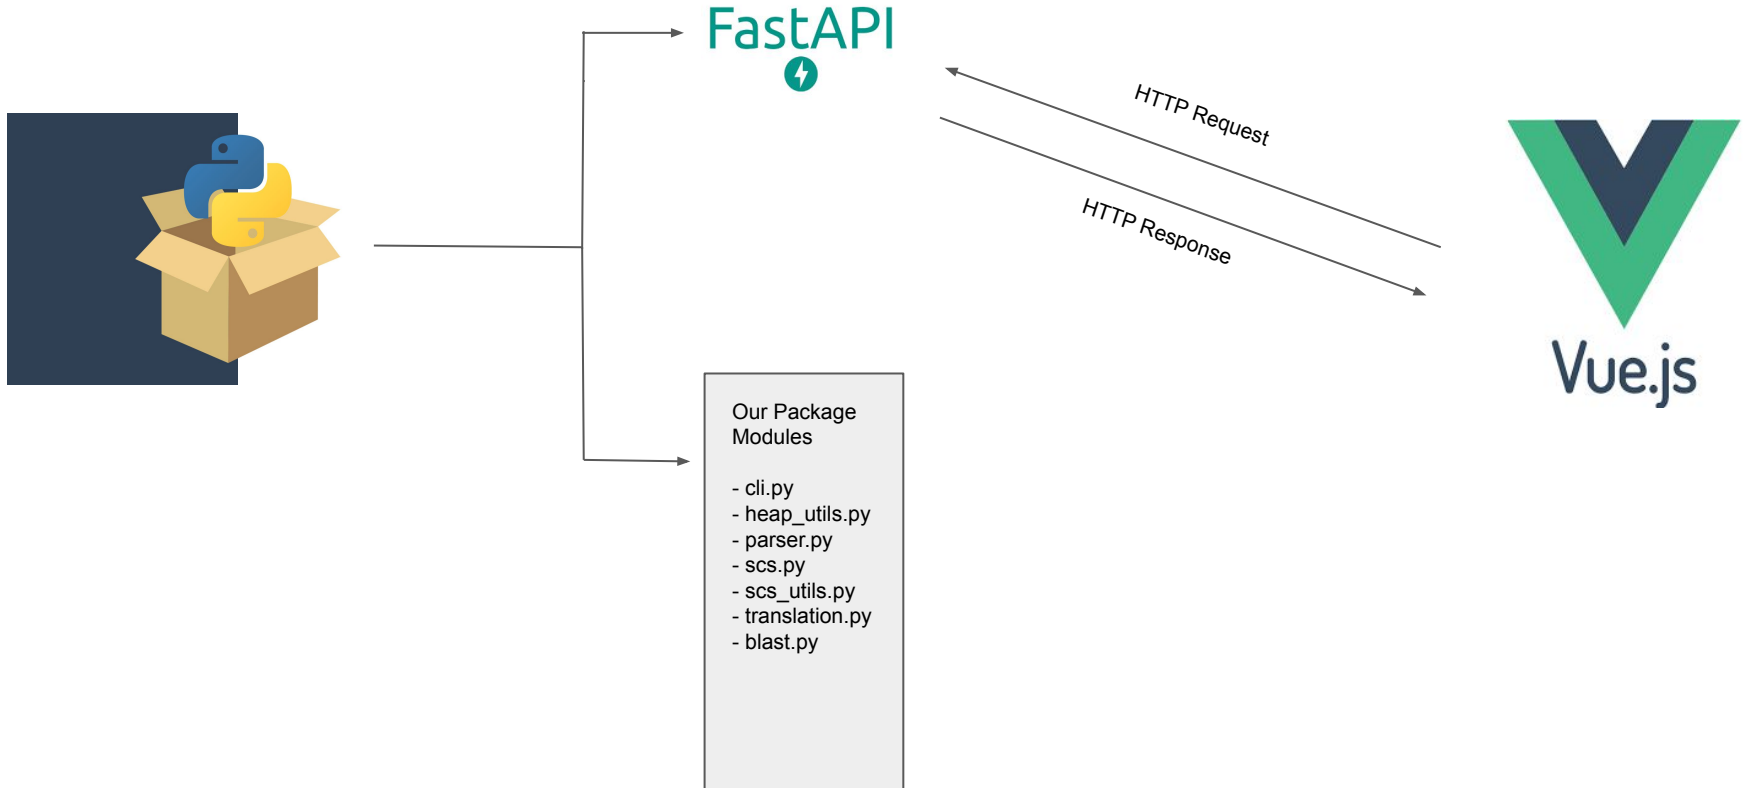 FastAPI
HTTP Request
HTTP Response
Vue.js
Our Package
Modules
- cli.py
- heap_utils.py
- parser.py
- scs.py
- scs_utils.py
- translation.py
- blast.py